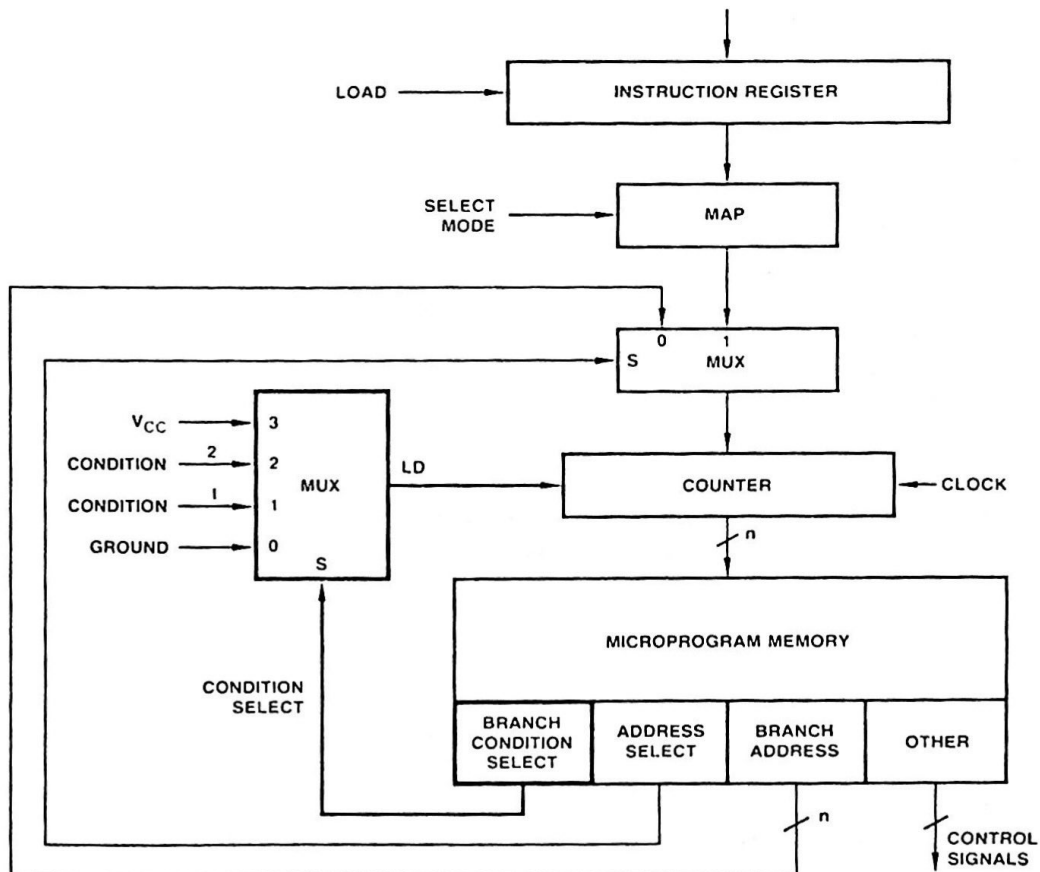 INSTRUCTION REGISTER
LOAD
MAP
SELECT
MODE
0 1
S MUX
VCC 3
CONDITION 2 2
CONDITION 1 1
GROUND 0
MUX
S
LD
COUNTER
CLOCK
n
MICROPROGRAM MEMORY
CONDITION
SELECT
BRANCH
CONDITION
SELECT
ADDRESS
SELECT
BRANCH
ADDRESS
OTHER
n
CONTROL
SIGNALS